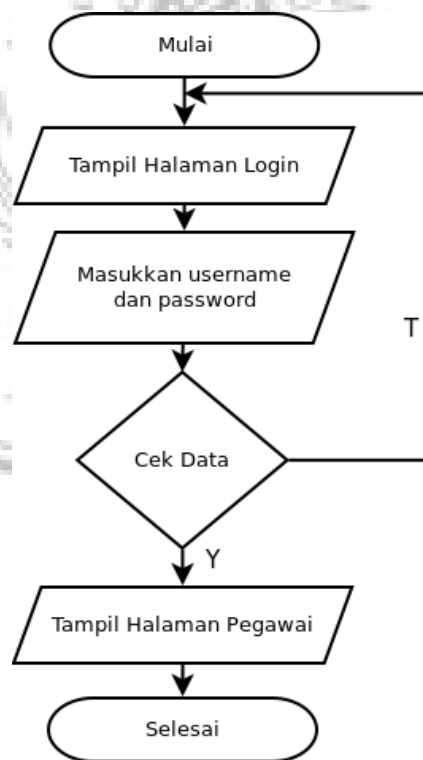 Mulai
Tampil Halaman Login
Masukkan username
dan password
T
Cek Data
Y
Tampil Halaman Pegawai
Selesai